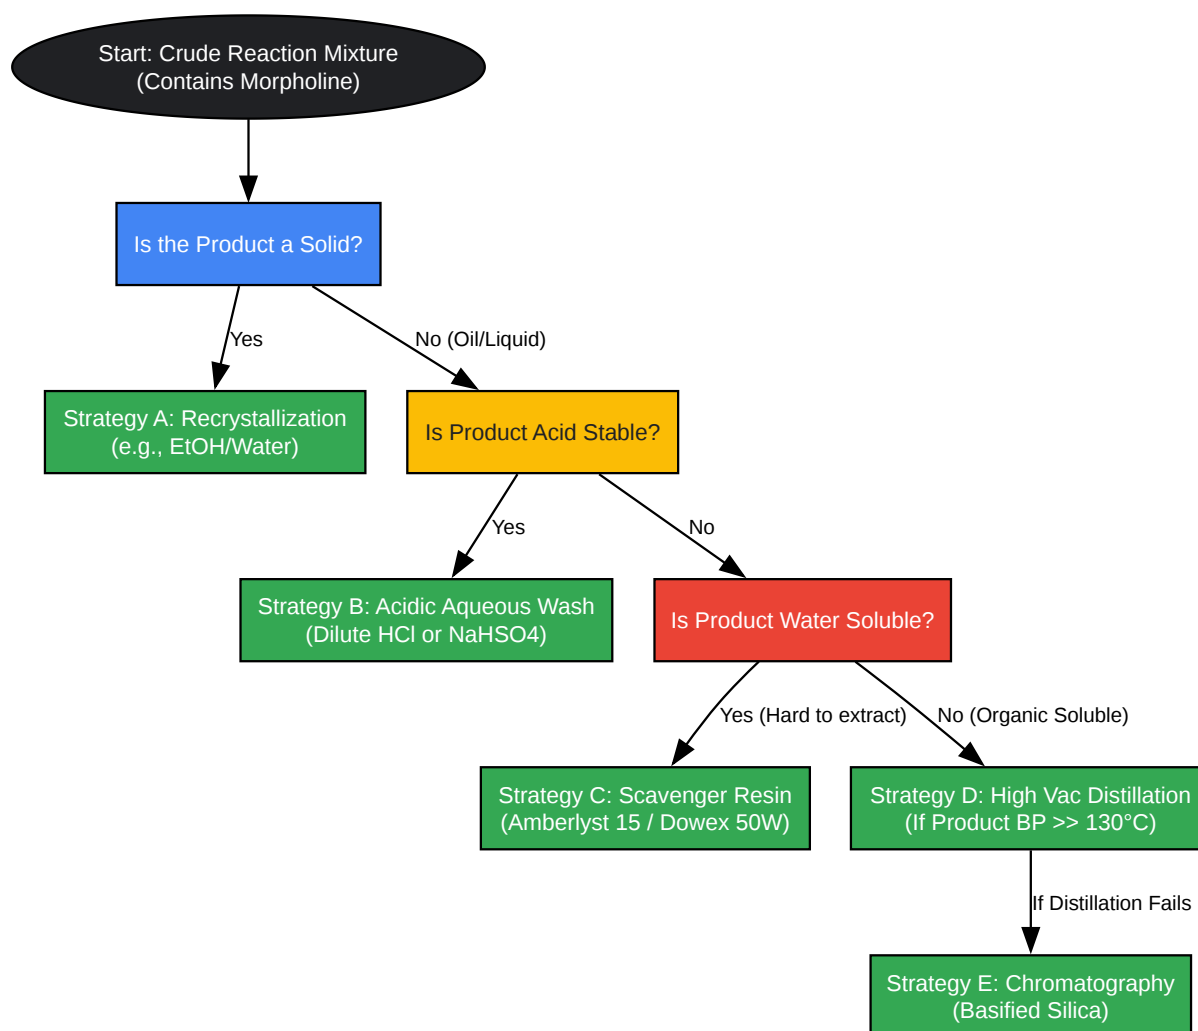 Start: Crude Reaction Mixture
(Contains Morpholine)
Is the Product a Solid?
Yes
No (Oil/Liquid)
Strategy A: Recrystallization
(e.g., EtOH/Water)
Is Product Acid Stable?
Yes
No
Strategy B: Acidic Aqueous Wash
(Dilute HCl or NaHSO4)
Is Product Water Soluble?
Yes (Hard to extract)
No (Organic Soluble)
Strategy C: Scavenger Resin
(Amberlyst 15 / Dowex 50W)
Strategy D: High Vac Distillation
(If Product BP >> 130°C)
If Distillation Fails
Strategy E: Chromatography
(Basified Silica)